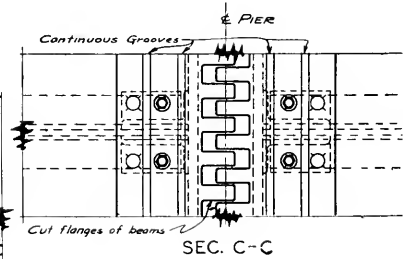 ℄ PIER
Continuous Grooves
Cut flanges of beams
SEC. C-C